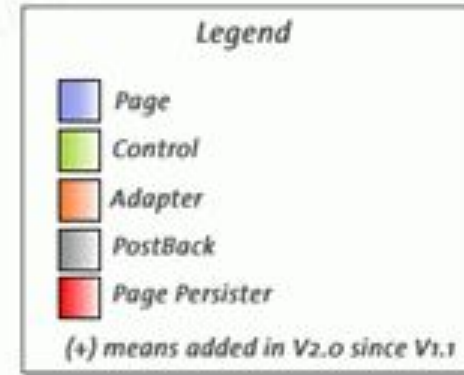 Legend
Page
Control
Adapter
PostBack
Page Persister
(+) means added in V2.0 since V1.1